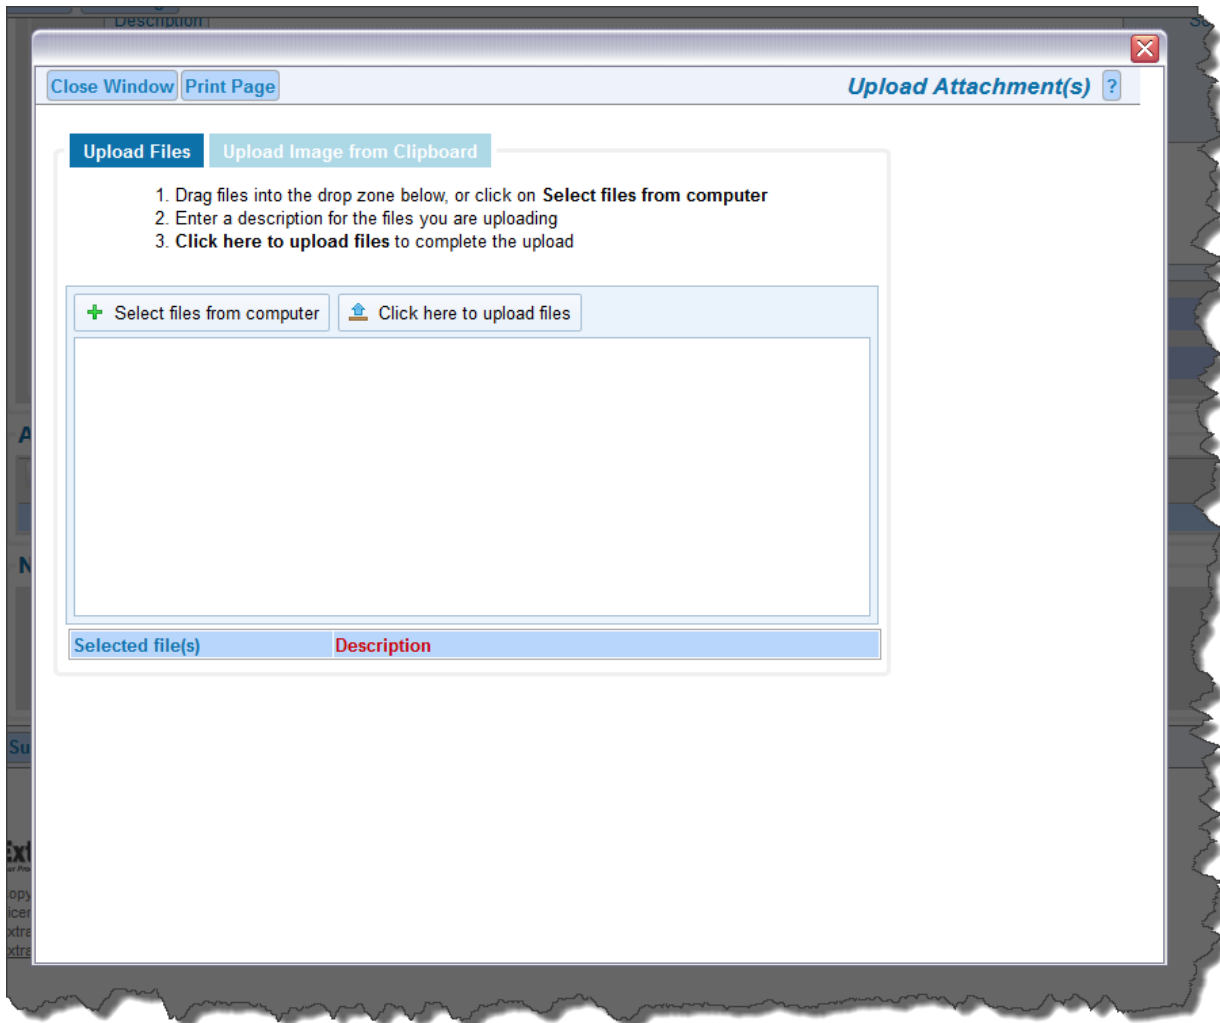 Description
Close Window Print Page Upload Attachment(s) ?
Upload Files Upload Image from Clipboard
1. Drag files into the drop zone below, or click on Select files from computer
2. Enter a description for the files you are uploading
3. Click here to upload files to complete the upload
Select files from computer Click here to upload files
Selected file(s) Description